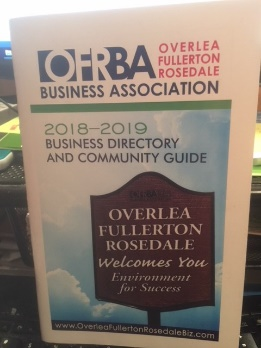 OFRBA
OVERLEA
FULLERTON
ROSEDALE
BUSINESS ASSOCIATION
2018–2019
BUSINESS DIRECTORY
AND COMMUNITY GUIDE
OVERLEA
FULLERTON
ROSEDALE
Welcomes You
Environment
for Success
www.OverleaFullertonRosedaleBiz.com